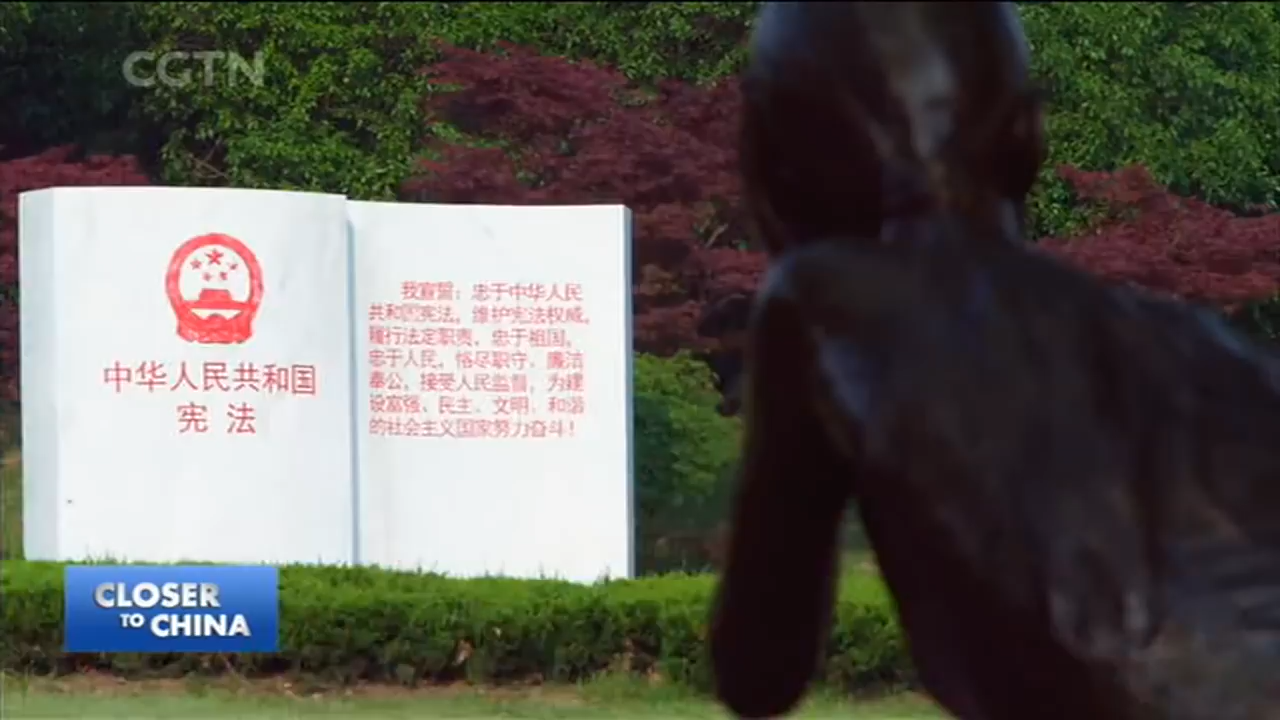 CGTN
中华人民共和国
宪法
我宣誓：忠于中华人民
共和国宪法，维护宪法权威，
履行法定职责，忠于祖国、
忠于人民，恪尽职守、廉洁
奉公，接受人民监督，为建
设富强、民主、文明、和谐
的社会主义国家努力奋斗！
CLOSER
TO CHINA